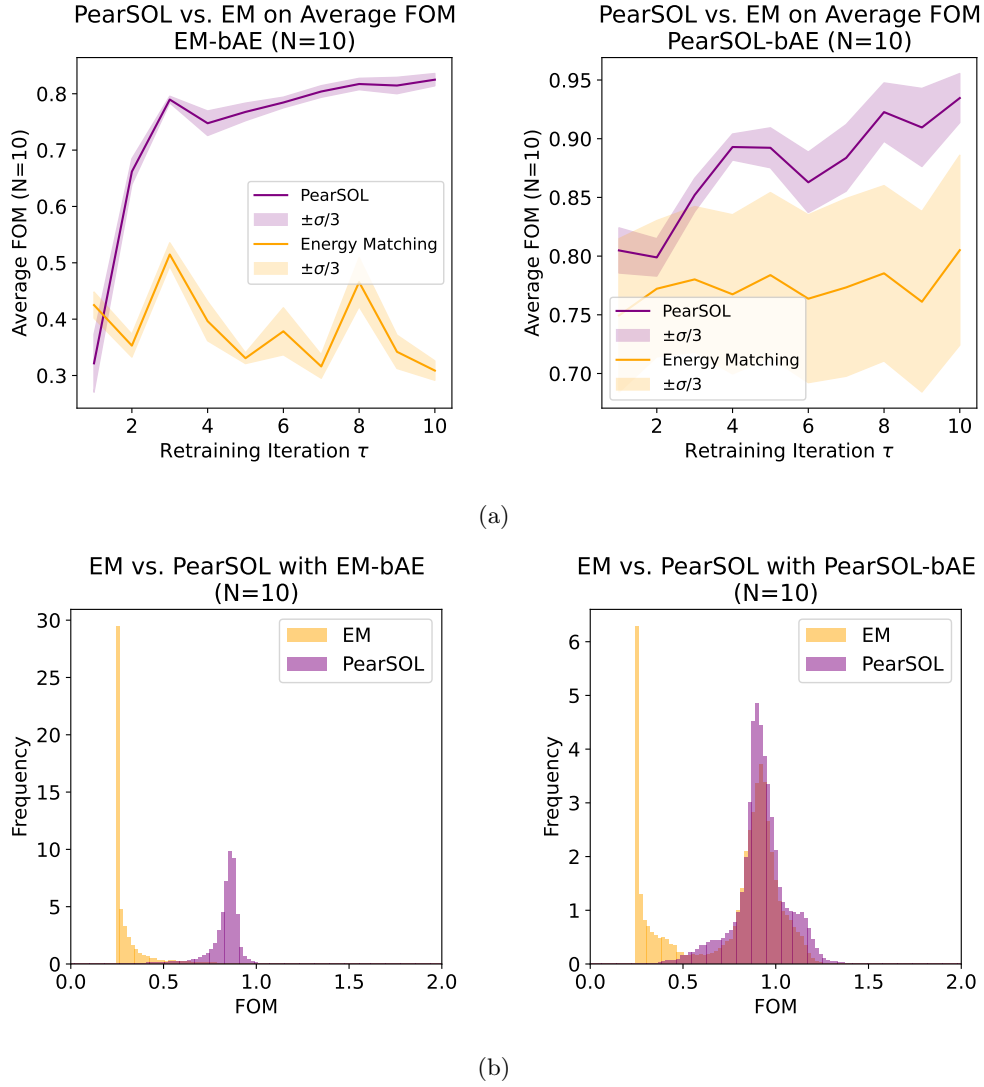 PearSOL vs. EM on Average FOM
EM-bAE (N=10)
Average FOM (N=10)
0.8
0.7
0.6
0.5
0.4
0.3
PearSOL
±σ/3
Energy Matching
±σ/3
2
4
6
8
10
Retraining Iteration τ
PearSOL vs. EM on Average FOM
PearSOL-bAE (N=10)
Average FOM (N=10)
0.95
0.90
0.85
0.80
0.75
0.70
PearSOL
±σ/3
Energy Matching
±σ/3
2
4
6
8
10
Retraining Iteration τ
(a)
EM vs. PearSOL with EM-bAE
(N=10)
Frequency
30
25
20
15
10
5
0
EM
PearSOL
0.0
0.5
1.0
1.5
2.0
FOM
EM vs. PearSOL with PearSOL-bAE
(N=10)
Frequency
6
5
4
3
2
1
0
EM
PearSOL
0.0
0.5
1.0
1.5
2.0
FOM
(b)